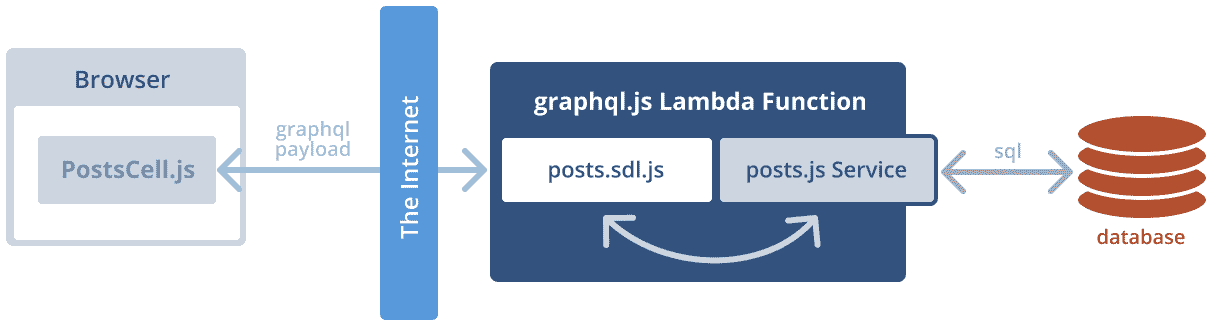 Browser
PostsCell.js
graphql
payload
The Internet
graphql.js Lambda Function
posts.sdl.js
posts.js Service
sql
database